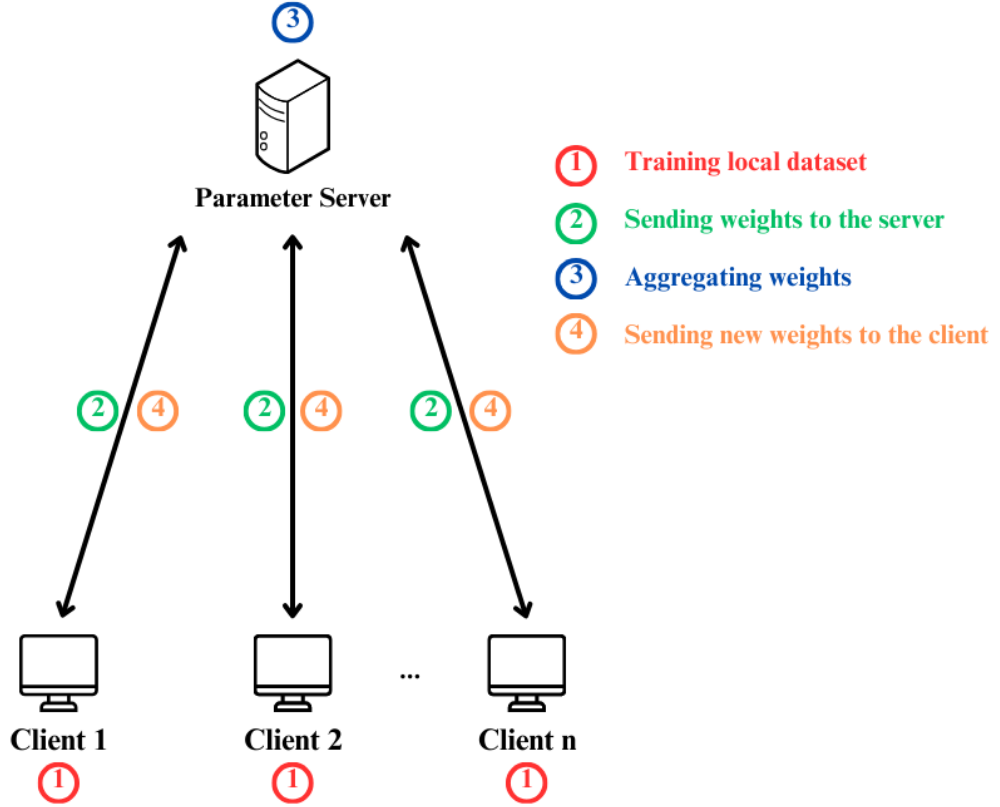 3
Parameter Server
1 Training local dataset
2 Sending weights to the server
3 Aggregating weights
4 Sending new weights to the client
2 4 2 4 2 4
...
Client 1 Client 2 Client n
1 1 1